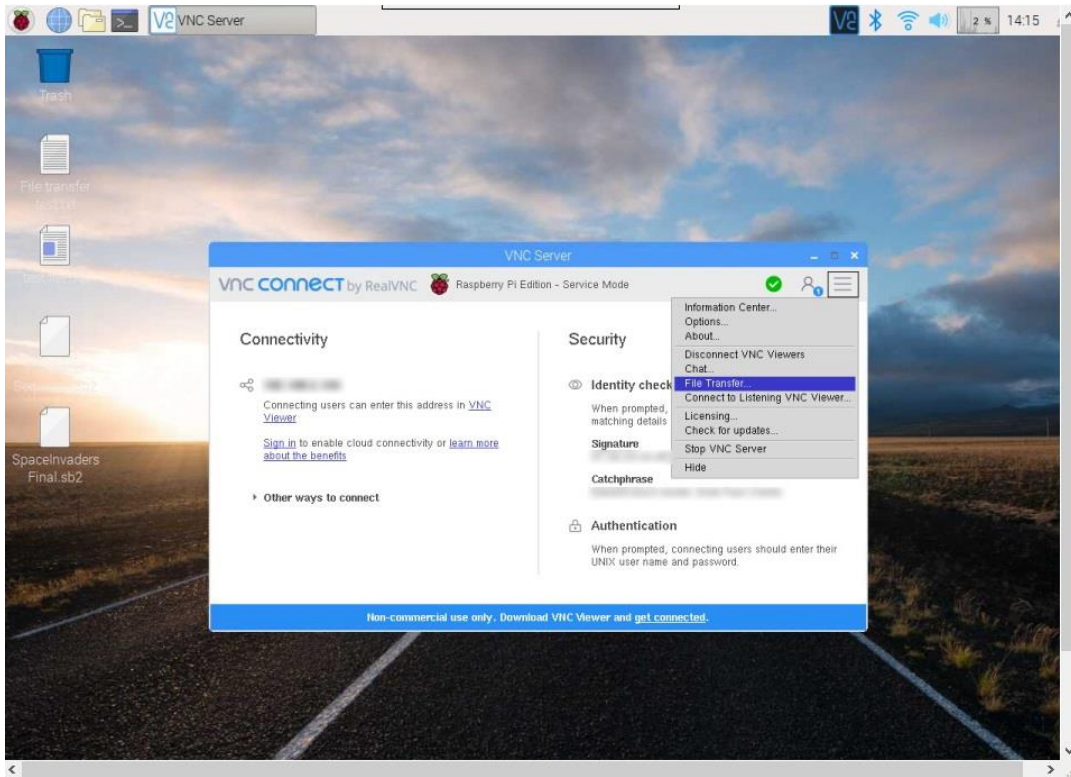 VNC Server
2 %
14:15
Trash
File transfer
SpaceInvaders
Final.sb2
VNC Server
VNC CONNECT by RealVNC
Raspberry Pi Edition - Service Mode
Connectivity
Connecting users can enter this address in VNC
Viewer
Sign in to enable cloud connectivity or learn more
about the benefits
Other ways to connect
Security
Identity check
When prompted,
matching details
Signature
Catchphrase
Authentication
When prompted, connecting users should enter their
UNIX user name and password.
Information Center...
Options...
About...
Disconnect VNC Viewers
Chat...
File Transfer...
Connect to Listening VNC Viewer...
Licensing...
Check for updates...
Stop VNC Server
Hide
Non-commercial use only. Download VNC Viewer and get connected.